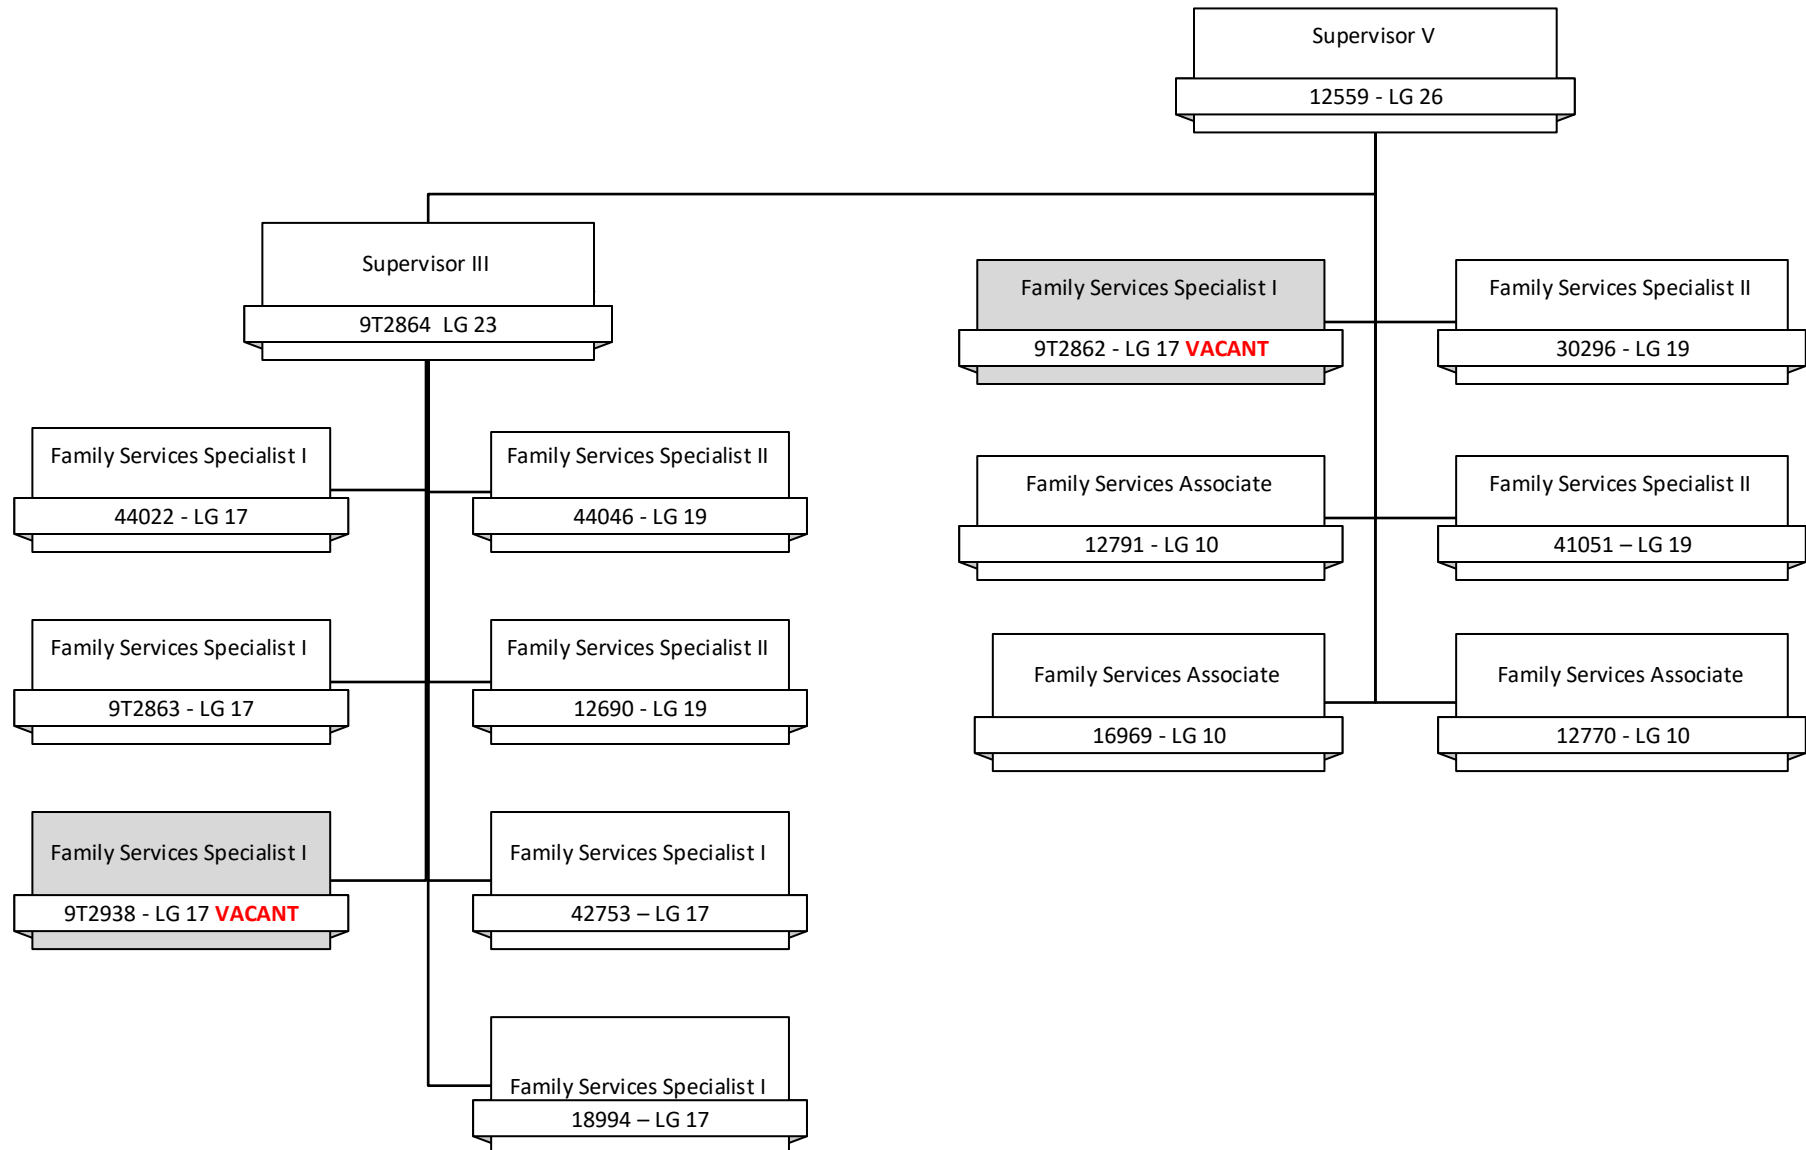 Supervisor V
12559 - LG 26
Supervisor III
9T2864 LG 23
Family Services Specialist I
44022 - LG 17
Family Services Specialist II
44046 - LG 19
Family Services Specialist I
9T2863 - LG 17
Family Services Specialist II
12690 - LG 19
Family Services Specialist I
9T2938 - LG 17 VACANT
Family Services Specialist I
42753 – LG 17
Family Services Specialist I
18994 – LG 17
Family Services Specialist I
9T2862 - LG 17 VACANT
Family Services Specialist II
30296 - LG 19
Family Services Associate
12791 - LG 10
Family Services Specialist II
41051 – LG 19
Family Services Associate
16969 - LG 10
Family Services Associate
12770 - LG 10